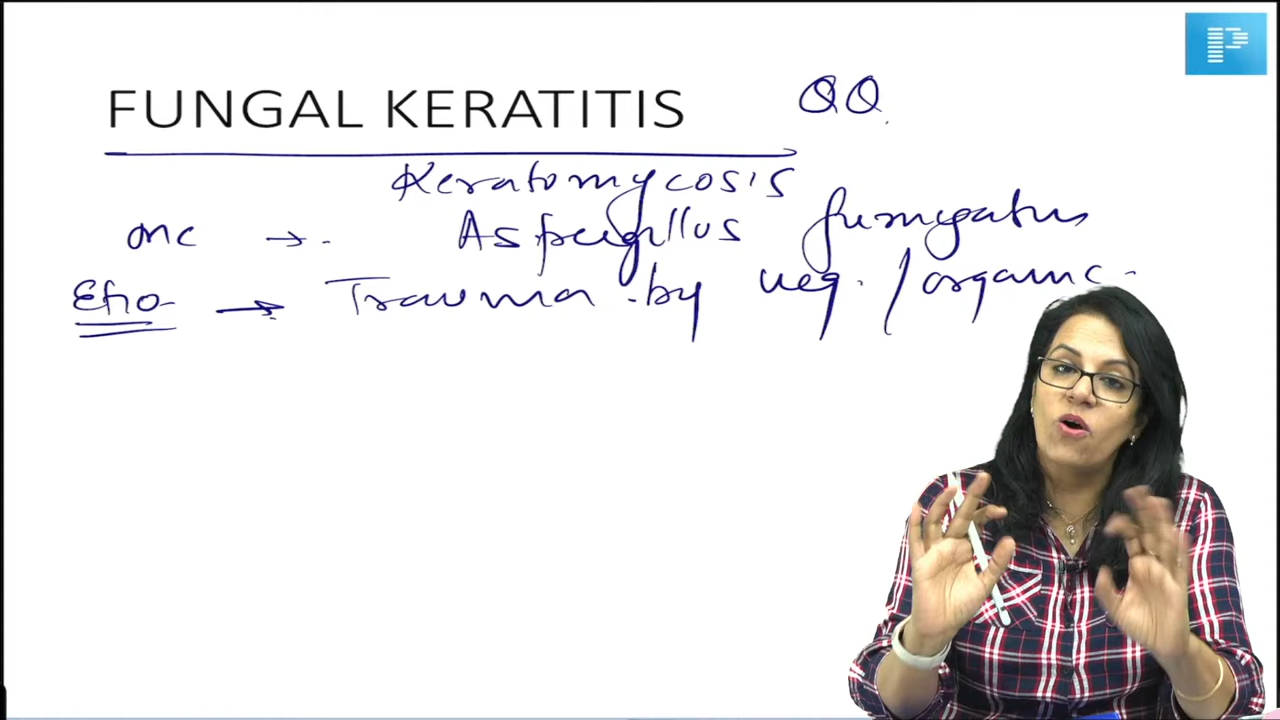 P
FUNGAL KERATITIS QQ.
Keratomycosis
mc → Aspergillus fumigatus
Etio → Trauma by veg. / organic